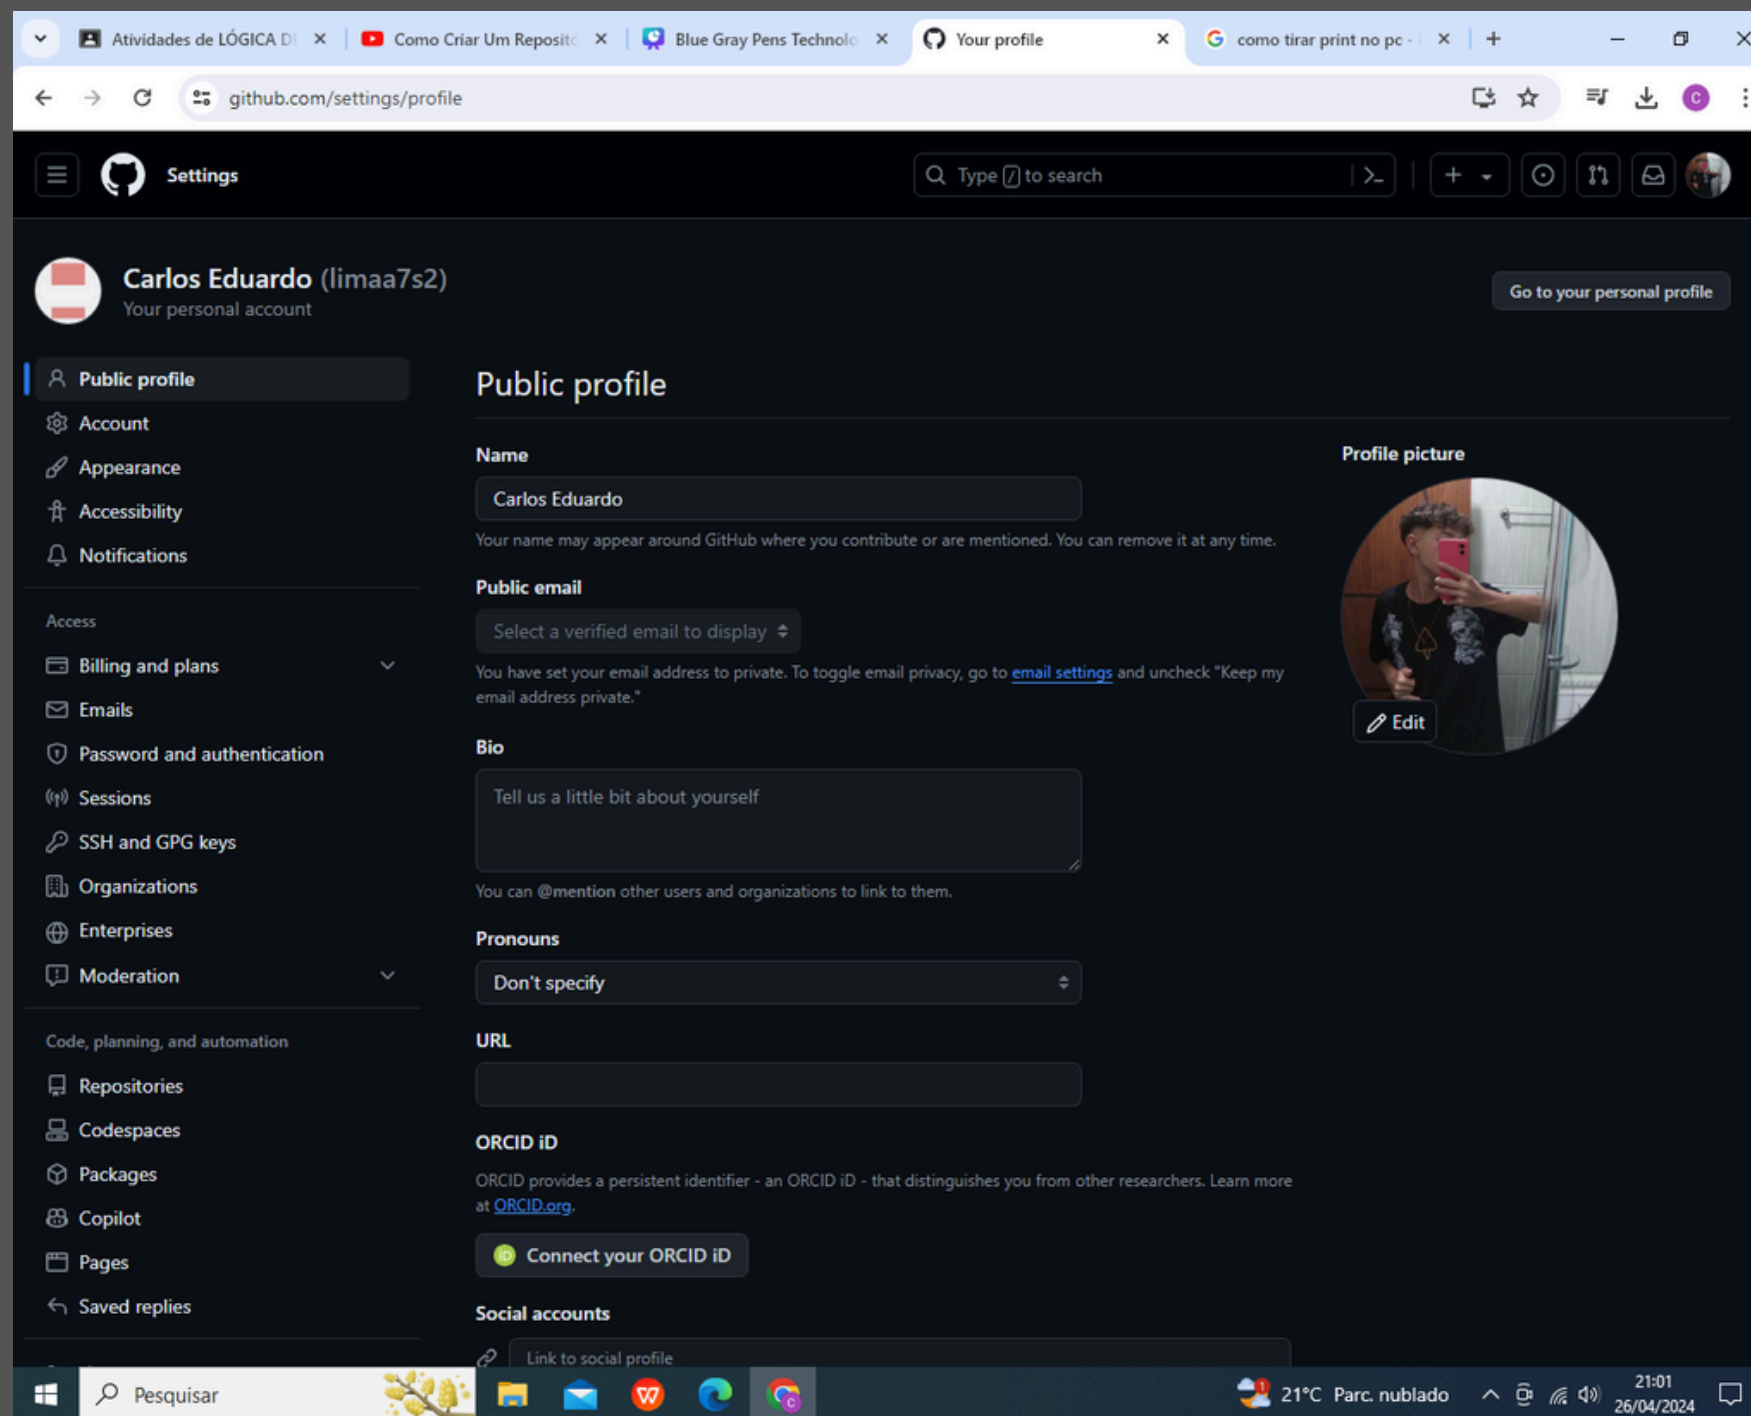 Atividades de LÓGICA DI
Como Criar Um Repositó
Blue Gray Pens Technolo
Your profile
como tirar print no pc -
github.com/settings/profile
C
Settings
Type / to search
Carlos Eduardo (limaa7s2)
Your personal account
Go to your personal profile
Public profile
Account
Appearance
Accessibility
Notifications
Access
Billing and plans
Emails
Password and authentication
Sessions
SSH and GPG keys
Organizations
Enterprises
Moderation
Code, planning, and automation
Repositories
Codespaces
Packages
Copilot
Pages
Saved replies
Public profile
Name
Carlos Eduardo
Your name may appear around GitHub where you contribute or are mentioned. You can remove it at any time.
Public email
Select a verified email to display
You have set your email address to private. To toggle email privacy, go to email settings and uncheck "Keep my
email address private."
Bio
Tell us a little bit about yourself
You can @mention other users and organizations to link to them.
Pronouns
Don't specify
URL
ORCID iD
ORCID provides a persistent identifier - an ORCID iD - that distinguishes you from other researchers. Learn more
at ORCID.org.
iD Connect your ORCID iD
Social accounts
Link to social profile
Profile picture
Edit
Pesquisar
W
C
1
21°C Parc. nublado
21:01
26/04/2024